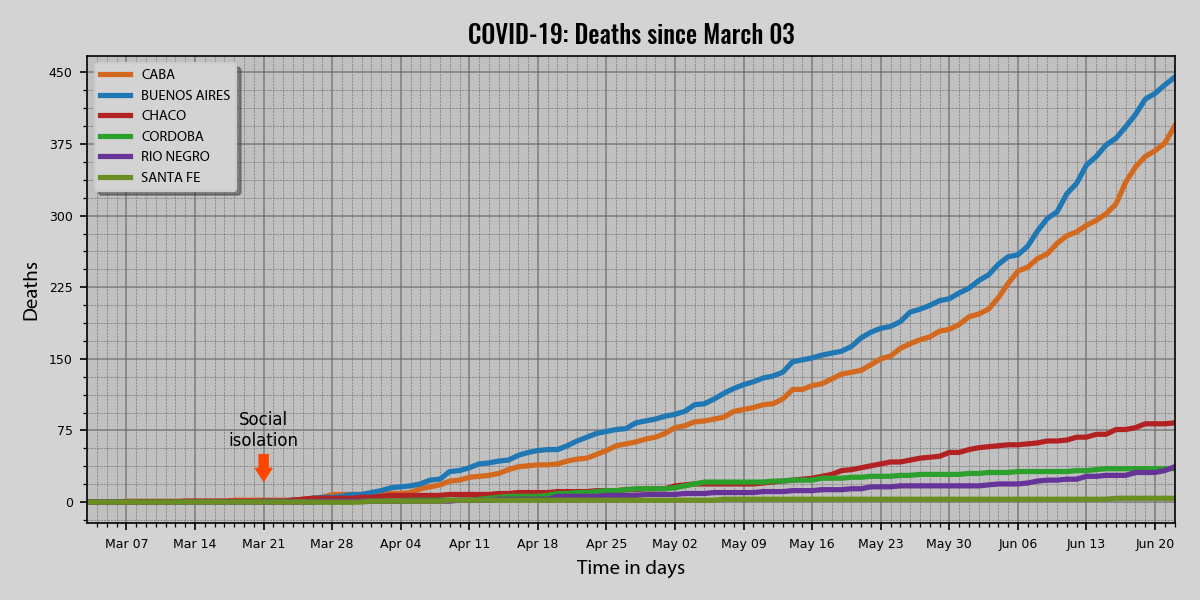 COVID-19: Deaths since March 03
450
375
300
225
150
75
0
Deaths
CABA
BUENOS AIRES
CHACO
CORDOBA
RIO NEGRO
SANTA FE
Social
isolation
Mar 07 Mar 14 Mar 21 Mar 28 Apr 04 Apr 11 Apr 18 Apr 25 May 02 May 09 May 16 May 23 May 30 Jun 06 Jun 13 Jun 20
Time in days